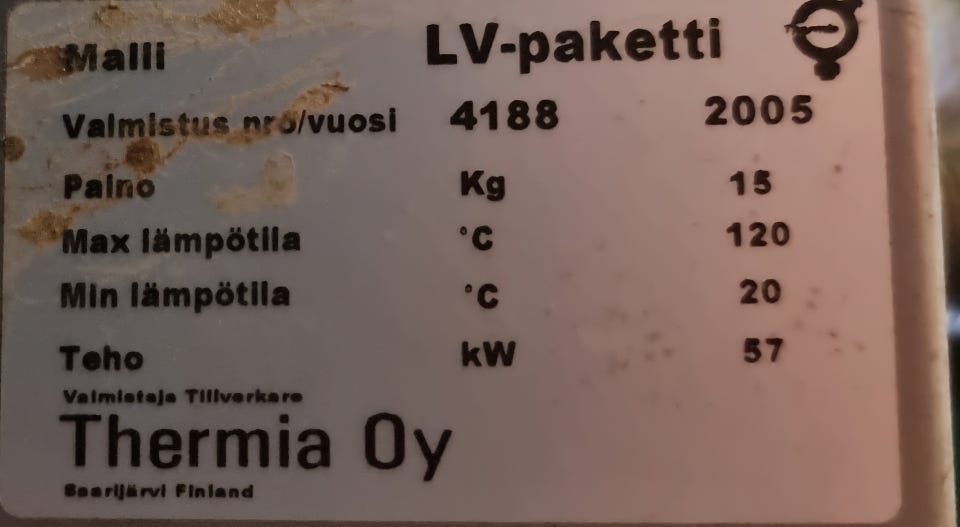 Malli LV-paketti
Valmistus nro/vuosi 4188 2005
Paino Kg 15
Max lämpötila °C 120
Min lämpötila °C 20
Teho kW 57
Valmistaja Tillverkare
Thermia Oy
Saarijärvi Finland